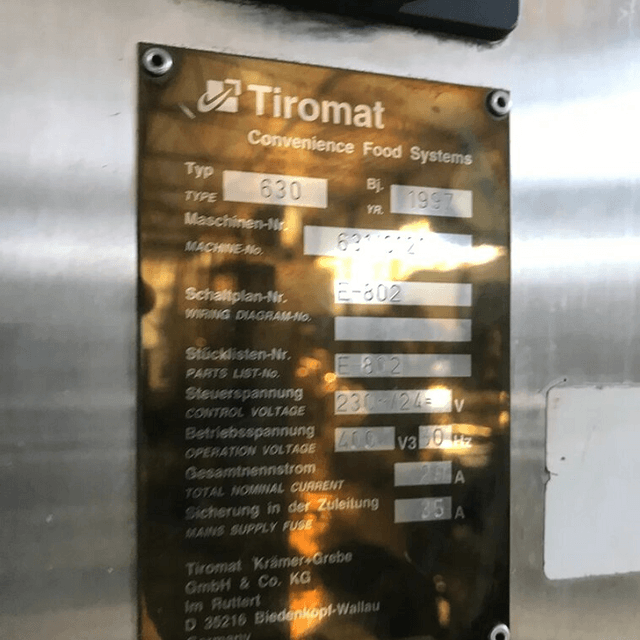 Tiromat
Convenience Food Systems
Typ 630 Bj. 1997
TYPE YR.
Maschinen-Nr.
MACHINE-No.
Schaltplan-Nr. E-802
WIRING DIAGRAM-No.
Stücklisten-Nr. E 802
PARTS LIST-No.
Steuerspannung 230~/24= V
CONTROL VOLTAGE
Betriebsspannung V3 Hz
OPERATION VOLTAGE
Gesamtnennstrom A
TOTAL NOMINAL CURRENT
Sicherung in der Zuleitung 35 A
MAINS SUPPLY FUSE
Tiromat Krämer+Grebe
GmbH & Co. KG
Im Ruttert
D 35216 Biedenkopf-Wallau
Germany